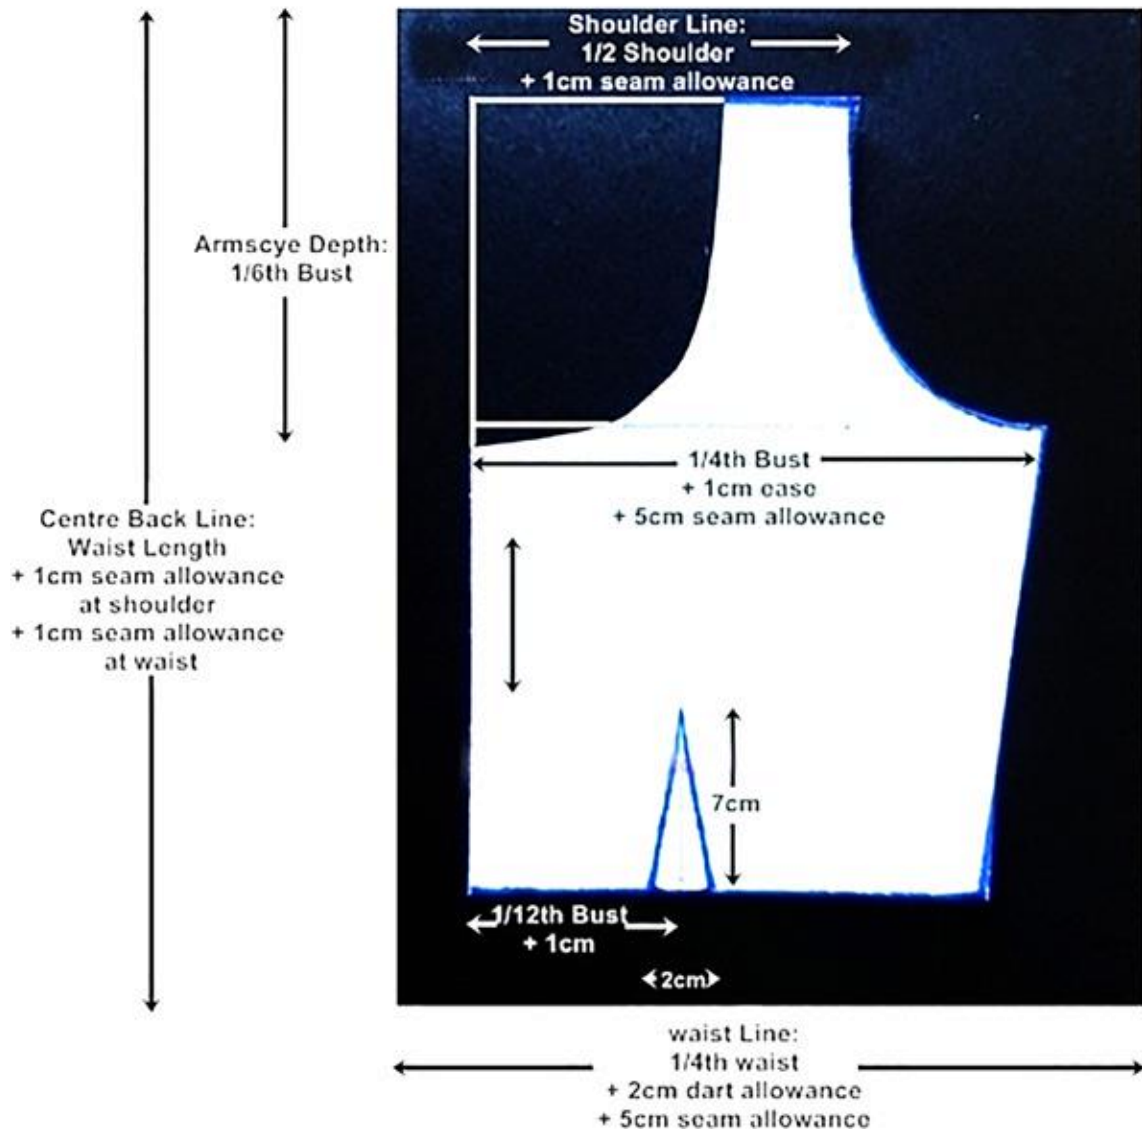 Shoulder Line:
1/2 Shoulder
+ 1cm seam allowance
Armscye Depth:
1/6th Bust
1/4th Bust
+ 1cm ease
+ 5cm seam allowance
Centre Back Line:
Waist Length
+ 1cm seam allowance
at shoulder
+ 1cm seam allowance
at waist
7cm
1/12th Bust
+ 1cm
2cm
waist Line:
1/4th waist
+ 2cm dart allowance
+ 5cm seam allowance